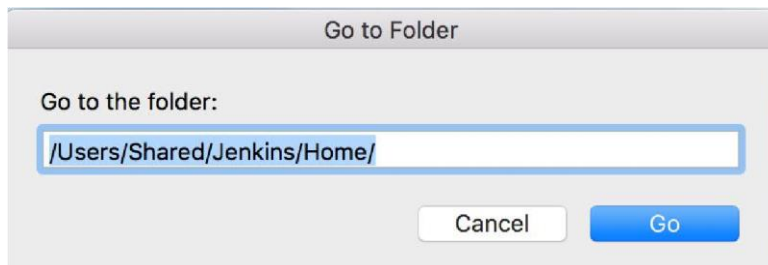 Go to Folder
Go to the folder:
/Users/Shared/Jenkins/Home/
Cancel Go